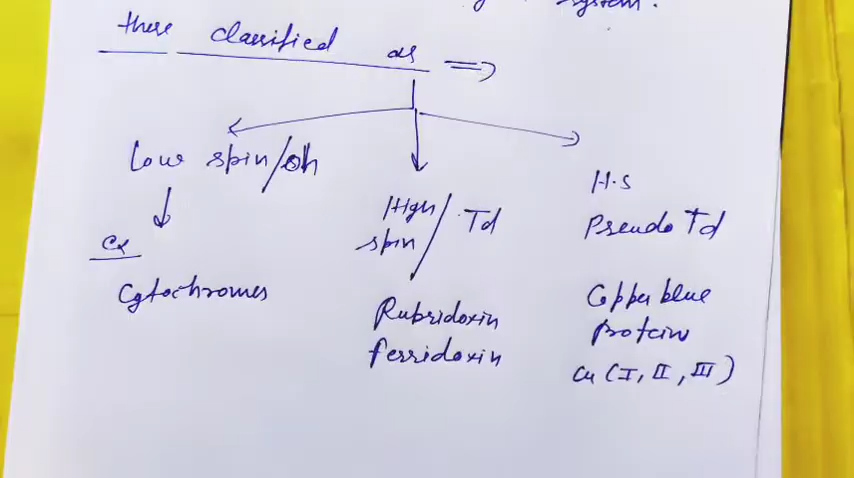 system.
these classified as ⇒
Low spin/oh
ex
Cytochromes
High spin/Td
Rubridoxin
ferridoxin
H.S
Pseudo Td
Copper blue
protein
Cu (I, II, III)